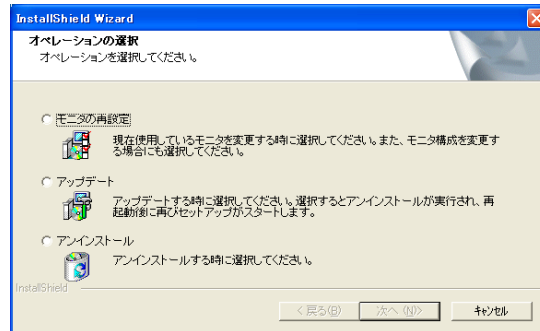 InstallShield Wizard
オペレーションの選択
オペレーションを選択してください。
モニタの再設定
現在使用しているモニタを変更する時に選択してください。また、モニタ構成を変更す
る場合にも選択してください。
アップデート
アップデートする時に選択してください。選択するとアンインストールが実行され、再
起動後に再びセットアップがスタートします。
アンインストール
アンインストールする時に選択してください。
InstallShield
< 戻る(B)
次へ (N)>
キャンセル